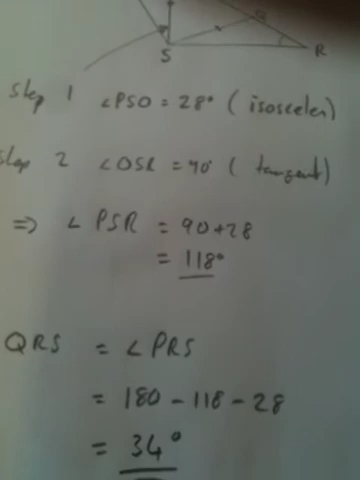 Q
S
R
Step 1 ∠PSO = 28° (isosceles)
Step 2 ∠OSR = 90° (tangent)
⇒ ∠PSR = 90+28
= 118°
QRS = ∠PRS
= 180 - 118 - 28
= 34°